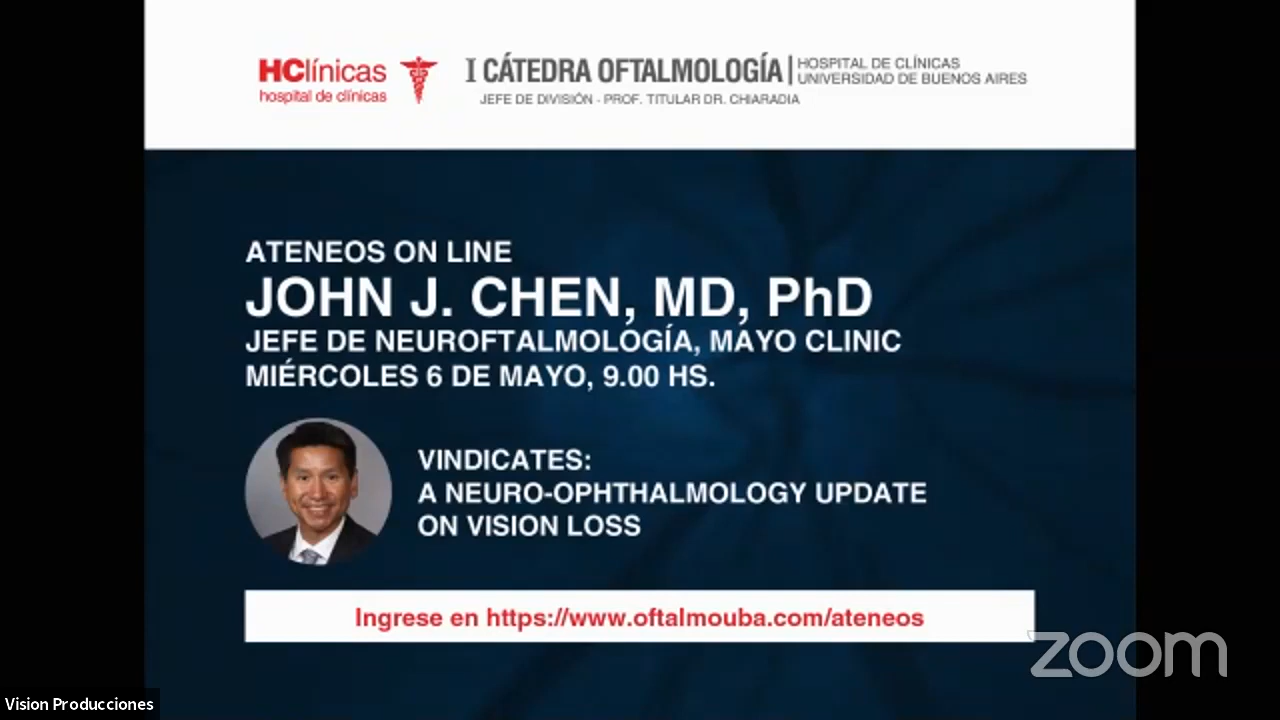 HClínicas
hospital de clínicas
I CÁTEDRA OFTALMOLOGÍA
HOSPITAL DE CLÍNICAS
UNIVERSIDAD DE BUENOS AIRES
JEFE DE DIVISIÓN - PROF. TITULAR DR. CHIARADIA
ATENEOS ON LINE
JOHN J. CHEN, MD, PhD
JEFE DE NEUROFTALMOLOGÍA, MAYO CLINIC
MIÉRCOLES 6 DE MAYO, 9.00 HS.
VINDICATES:
A NEURO-OPHTHALMOLOGY UPDATE
ON VISION LOSS
Ingrese en https://www.oftalmouba.com/ateneos
zoom
Vision Producciones